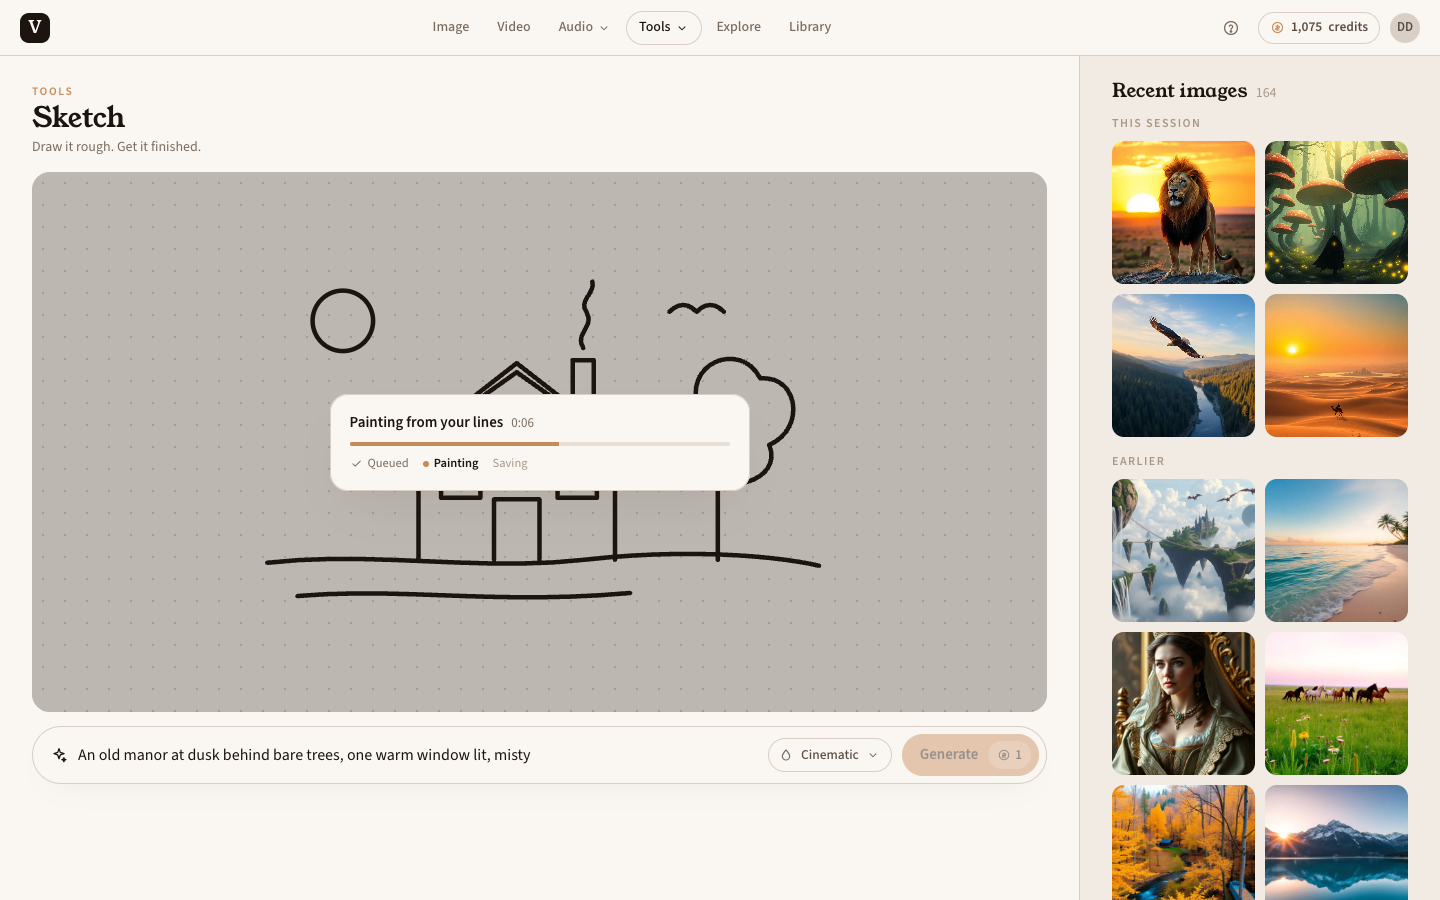 V
Image
Video
Audio
Tools
Explore
Library
1,075 credits
DD
TOOLS
Sketch
Draw it rough. Get it finished.
Painting from your lines 0:06
Queued
Painting
Saving
An old manor at dusk behind bare trees, one warm window lit, misty
Cinematic
Generate
1
Recent images 164
THIS SESSION
EARLIER